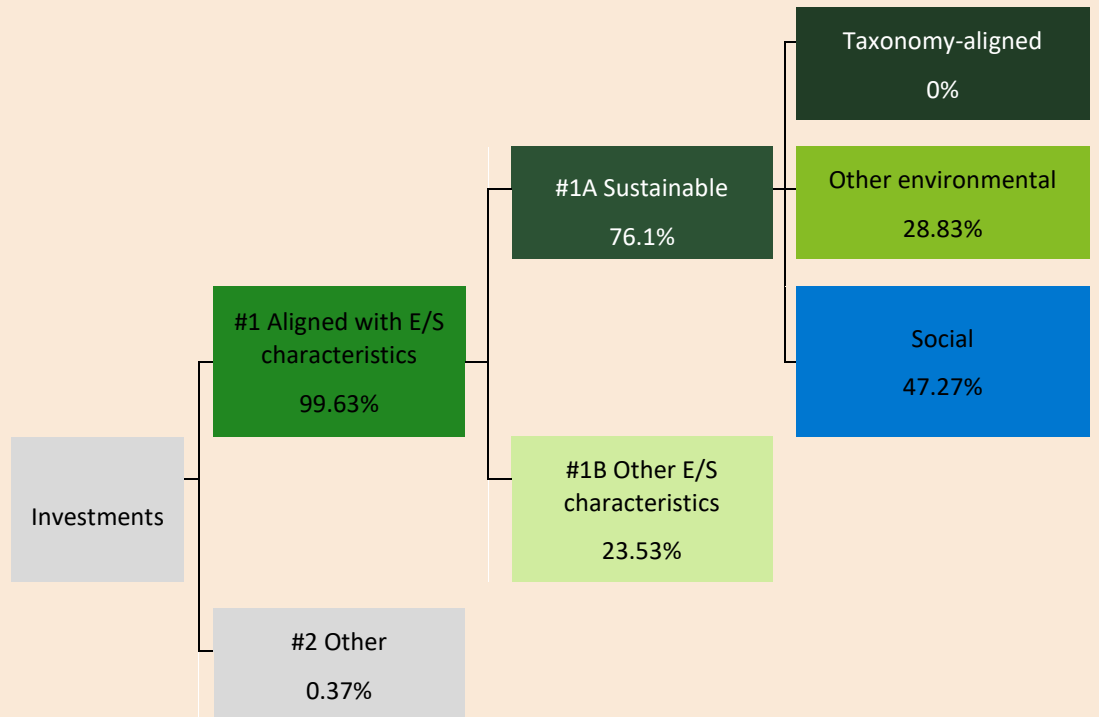 Investments
#1 Aligned with E/S
characteristics
99.63%
#2 Other
0.37%
#1A Sustainable
76.1%
#1B Other E/S
characteristics
23.53%
Taxonomy-aligned
0%
Other environmental
28.83%
Social
47.27%